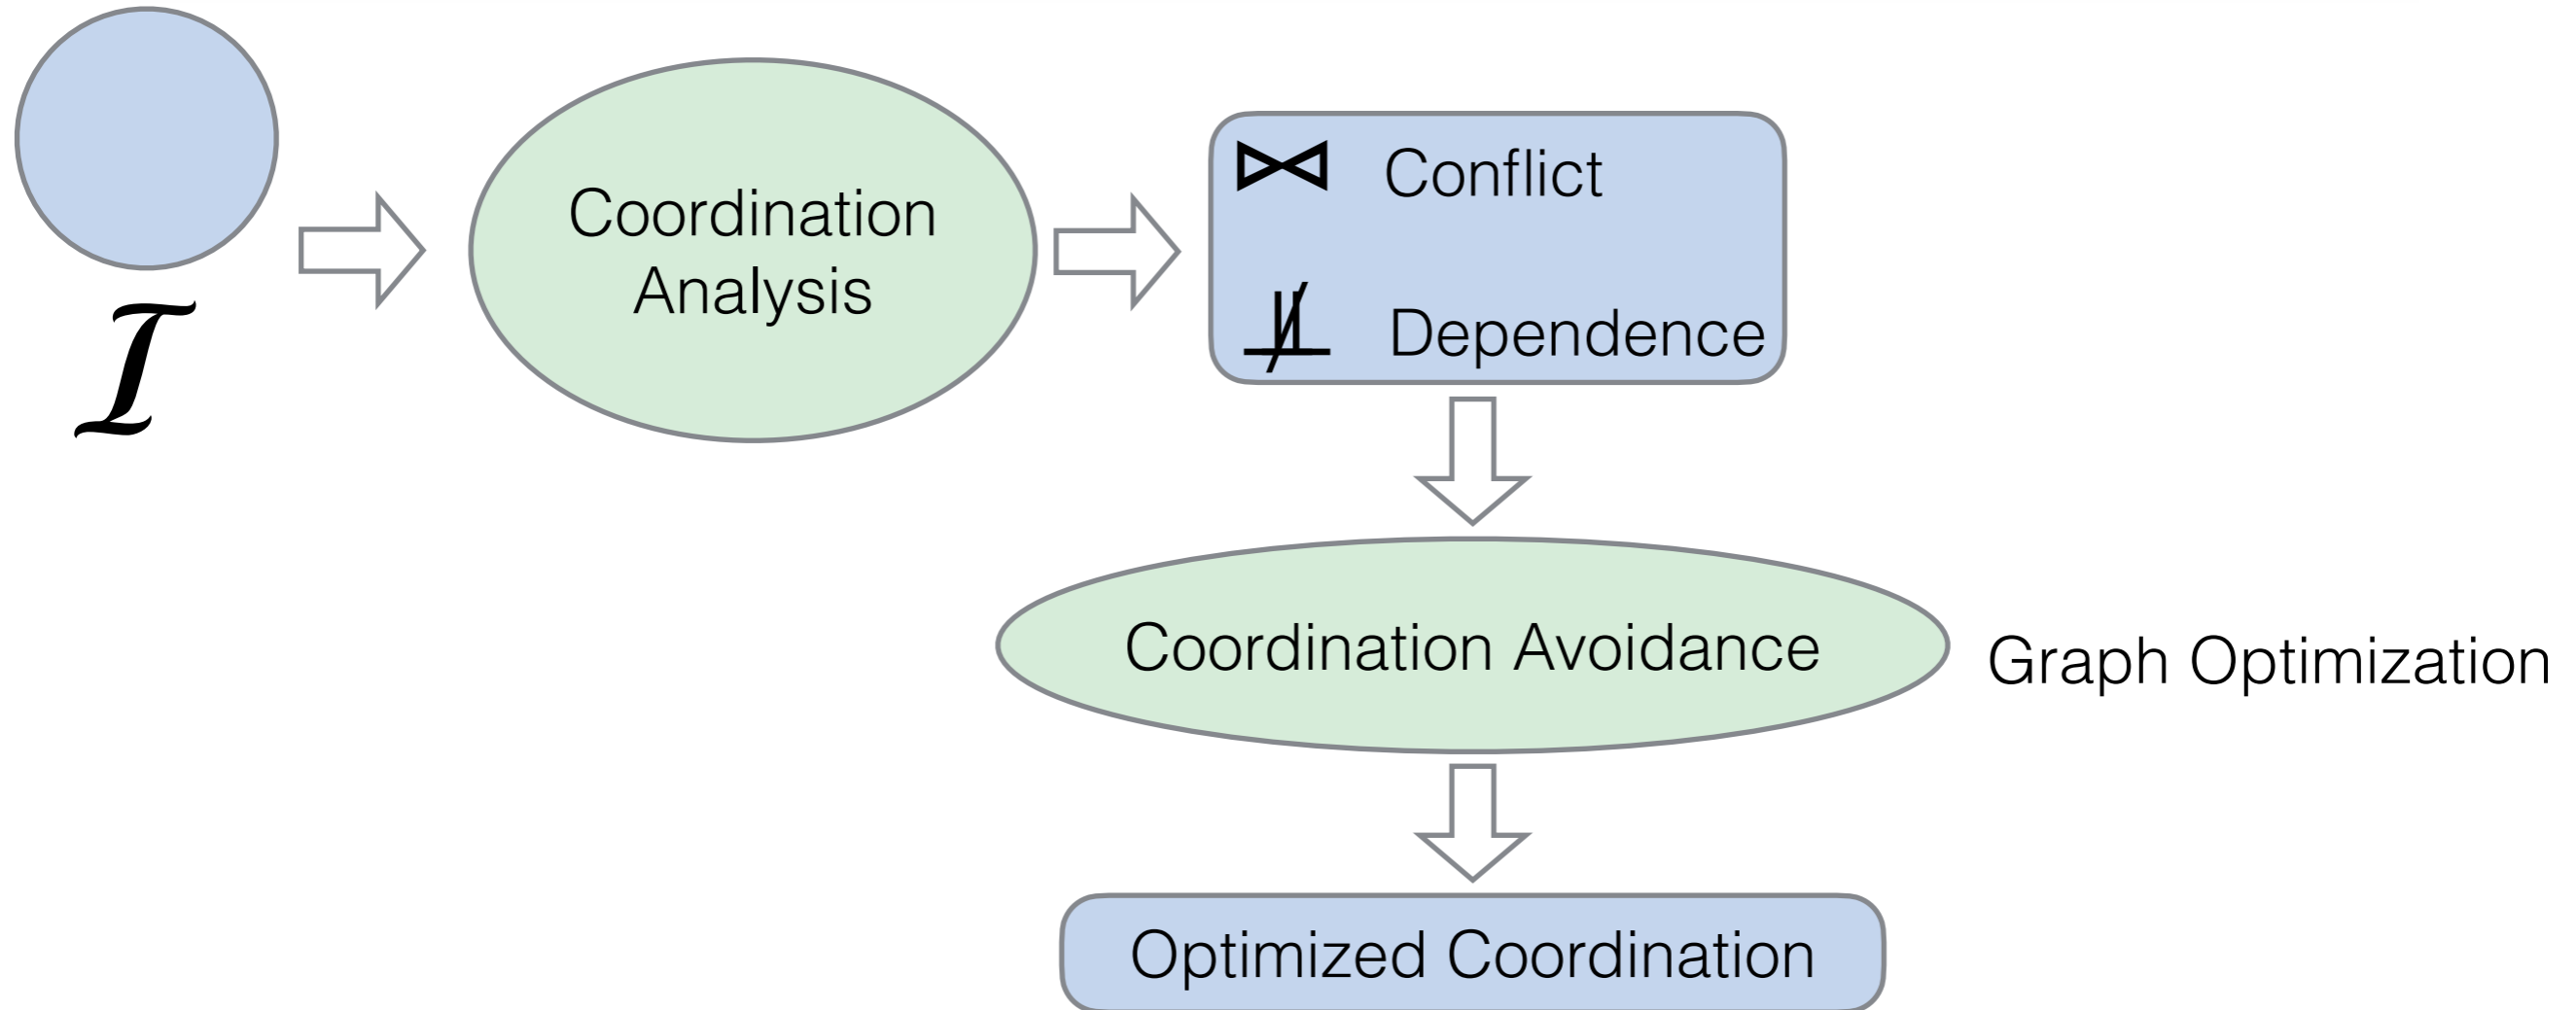 ℐ
Coordination
Analysis
⋈ Conflict
⫫̸ Dependence
Coordination Avoidance
Graph Optimization
Optimized Coordination